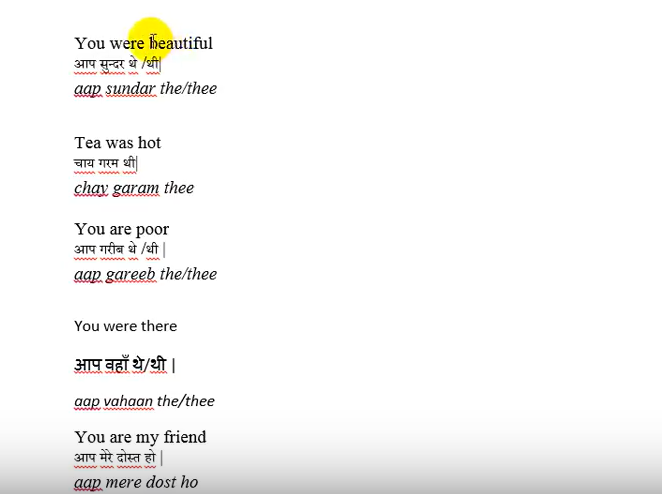 You were beautiful
आप सुन्दर थे /थी|
aap sundar the/thee
Tea was hot
चाय गरम थी|
chay garam thee
You are poor
आप गरीब थे /थी |
aap gareeb the/thee
You were there
आप वहाँ थे/थी |
aap vahaan the/thee
You are my friend
आप मेरे दोस्त हो |
aap mere dost ho